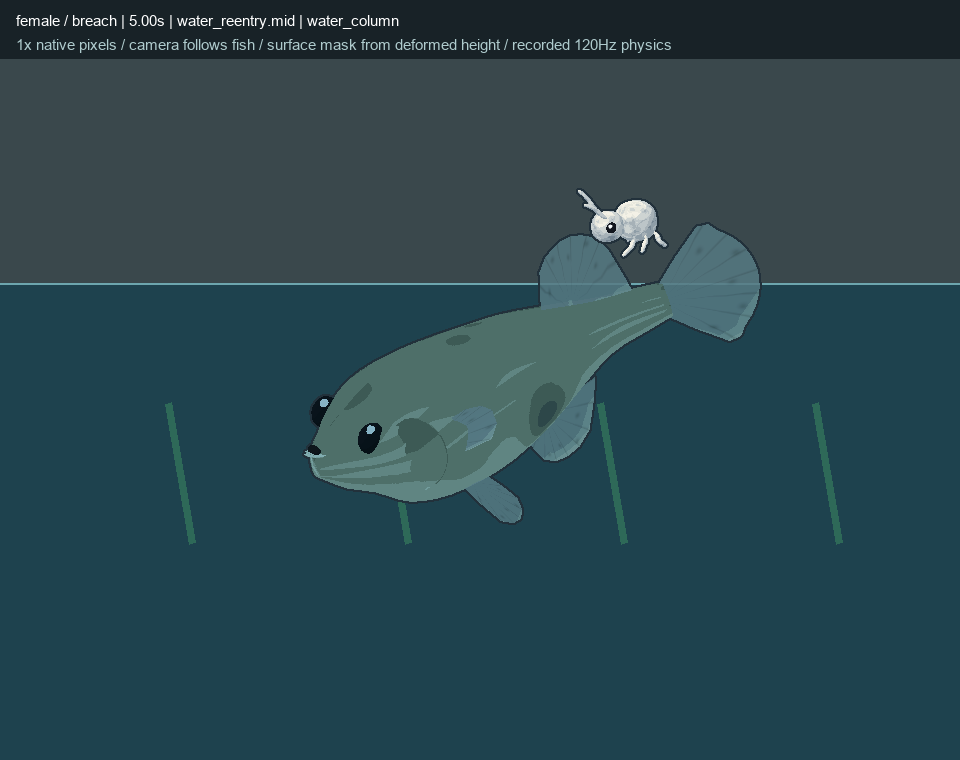 female / breach | 5.00s | water_reentry.mid | water_column
1x native pixels / camera follows fish / surface mask from deformed height / recorded 120Hz physics